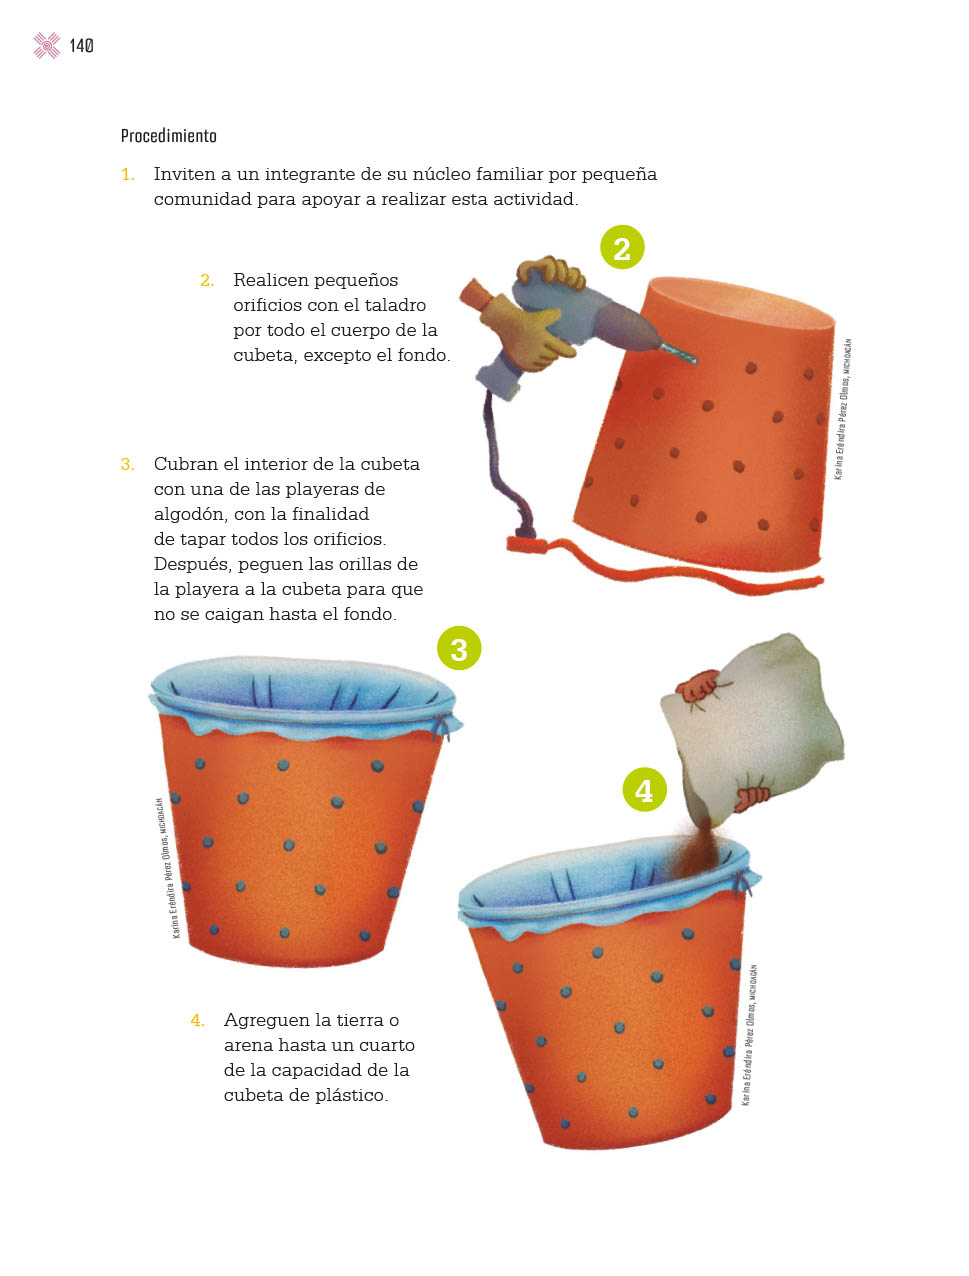 140
Procedimiento
1. Inviten a un integrante de su núcleo familiar por pequeña
comunidad para apoyar a realizar esta actividad.
2
2. Realicen pequeños
orificios con el taladro
por todo el cuerpo de la
cubeta, excepto el fondo.
Karina Eréndira Pérez Olmos, MICHOACÁN
3. Cubran el interior de la cubeta
con una de las playeras de
algodón, con la finalidad
de tapar todos los orificios.
Después, peguen las orillas de
la playera a la cubeta para que
no se caigan hasta el fondo.
3
Karina Eréndira Pérez Olmos, MICHOACÁN
4
Karina Eréndira Pérez Olmos, MICHOACÁN
4. Agreguen la tierra o
arena hasta un cuarto
de la capacidad de la
cubeta de plástico.